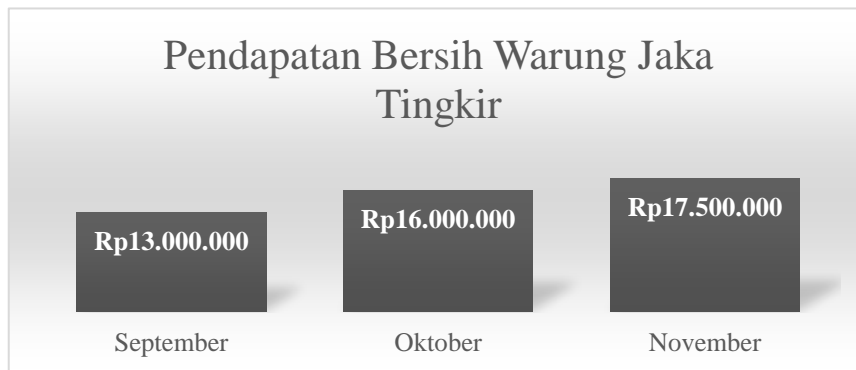 Pendapatan Bersih Warung Jaka
Tingkir
Rp13.000.000
Rp16.000.000
Rp17.500.000
September
Oktober
November